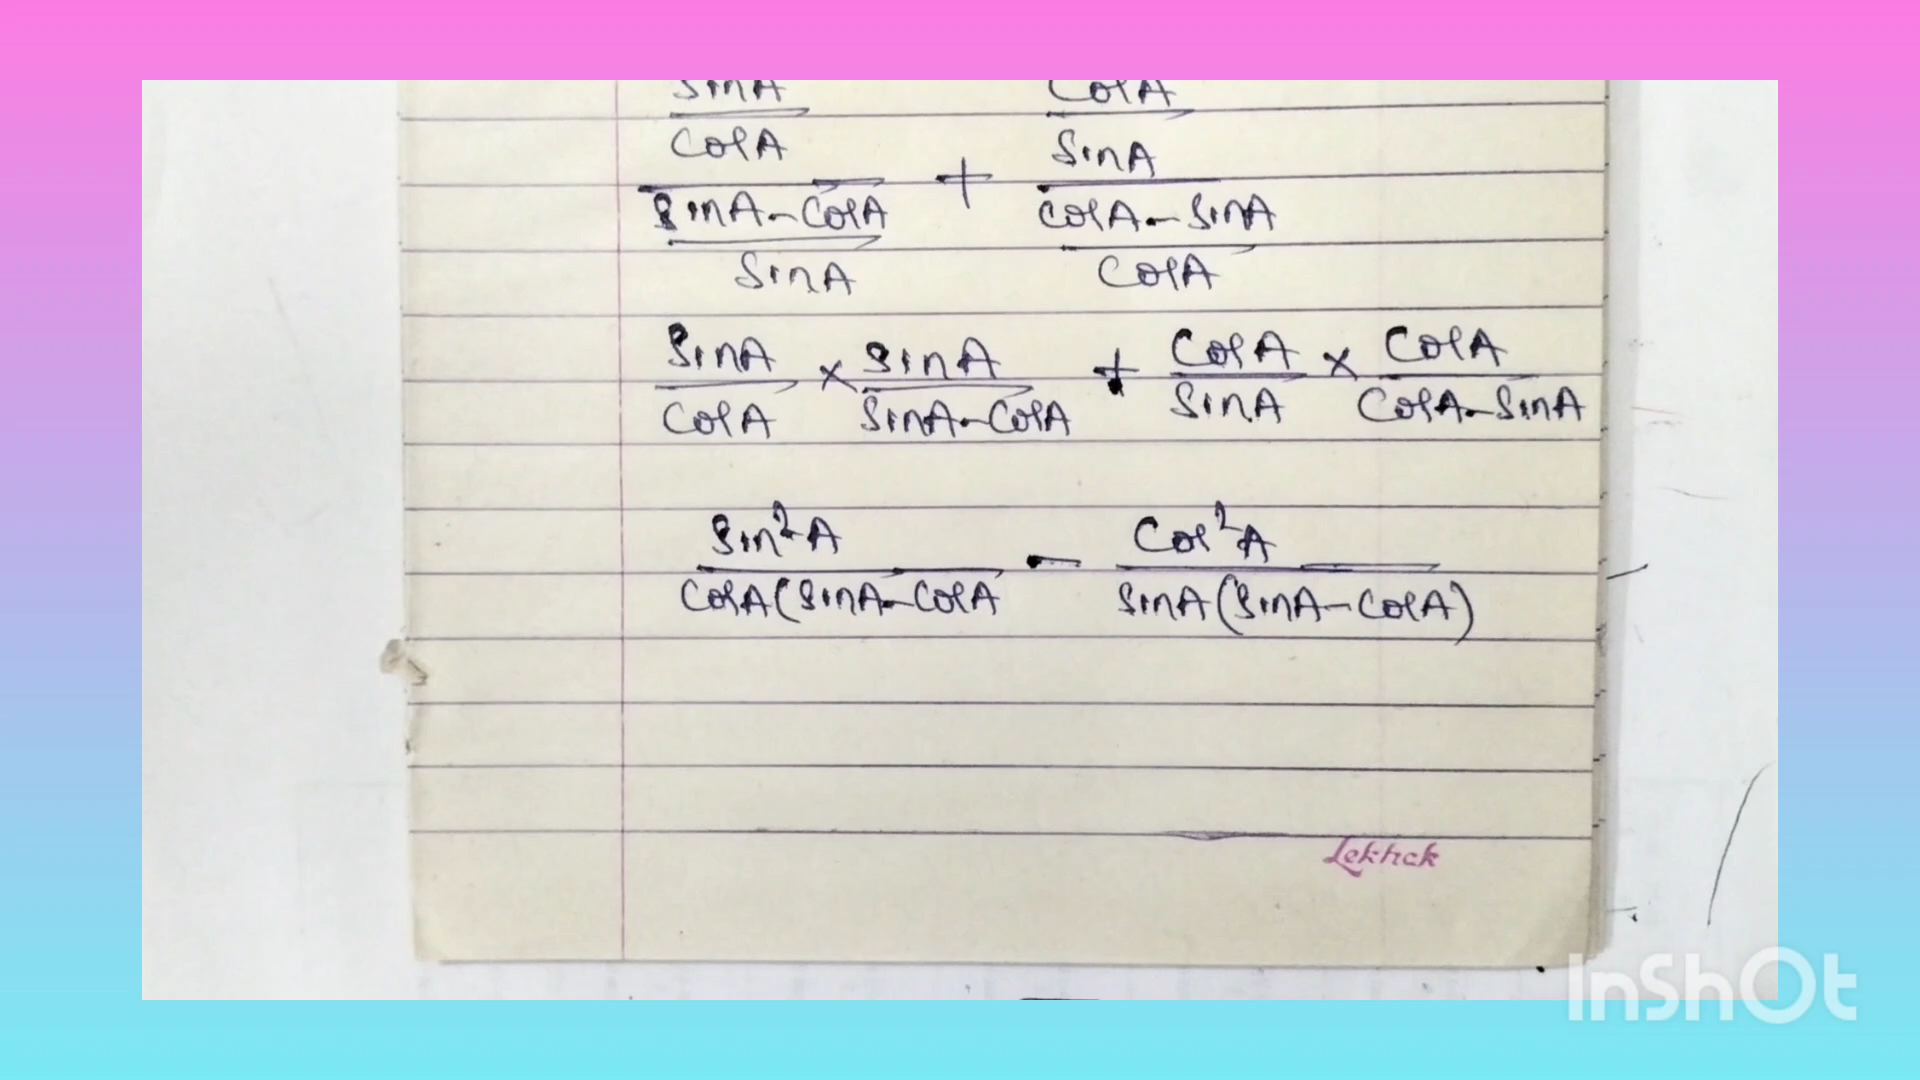 SinA CosA
CosA + SinA
SinA - CosA CosA - SinA
SinA CosA
SinA × SinA + CosA × CosA
CosA SinA - CosA SinA CosA - SinA
Sin²A - Cos²A
CosA(SinA - CosA SinA(SinA - CosA)
Lekhak
InShOt